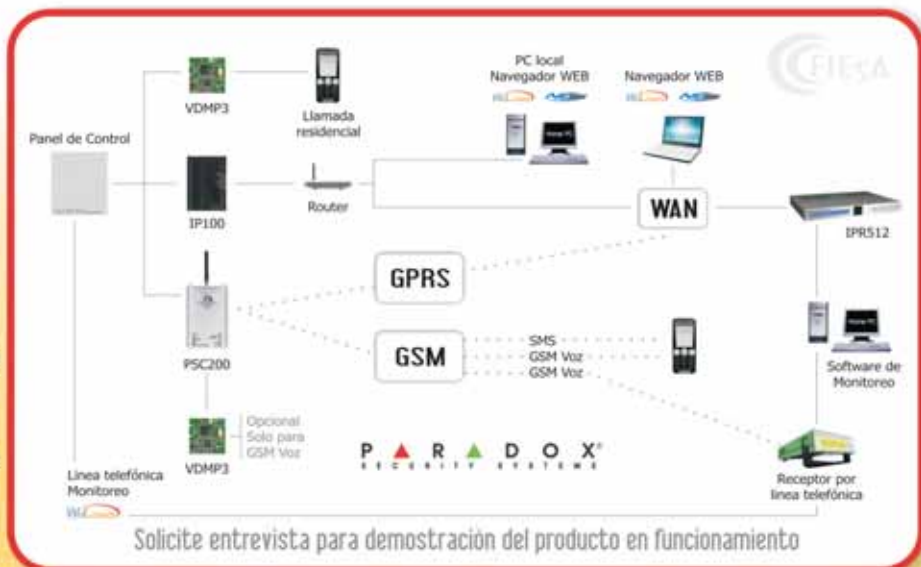 FIESA
PC local
Navegador WEB
Navegador WEB
VDMP3
Llamada
residencial
Panel de Control
IP100
Router
WAN
IPR512
GPRS
PSC200
GSM
SMS
GSM Voz
GSM Voz
Software de
Monitoreo
Opcional
Solo para
GSM Voz
VDMP3
PARADOX®
SECURITY SYSTEMS
Linea telefónica
Monitoreo
Receptor por
linea telefónica
Solicite entrevista para demostración del producto en funcionamiento